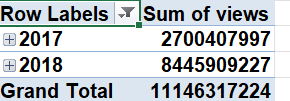 Row Labels Sum of views
2017 2700407997
2018 8445909227
Grand Total 11146317224